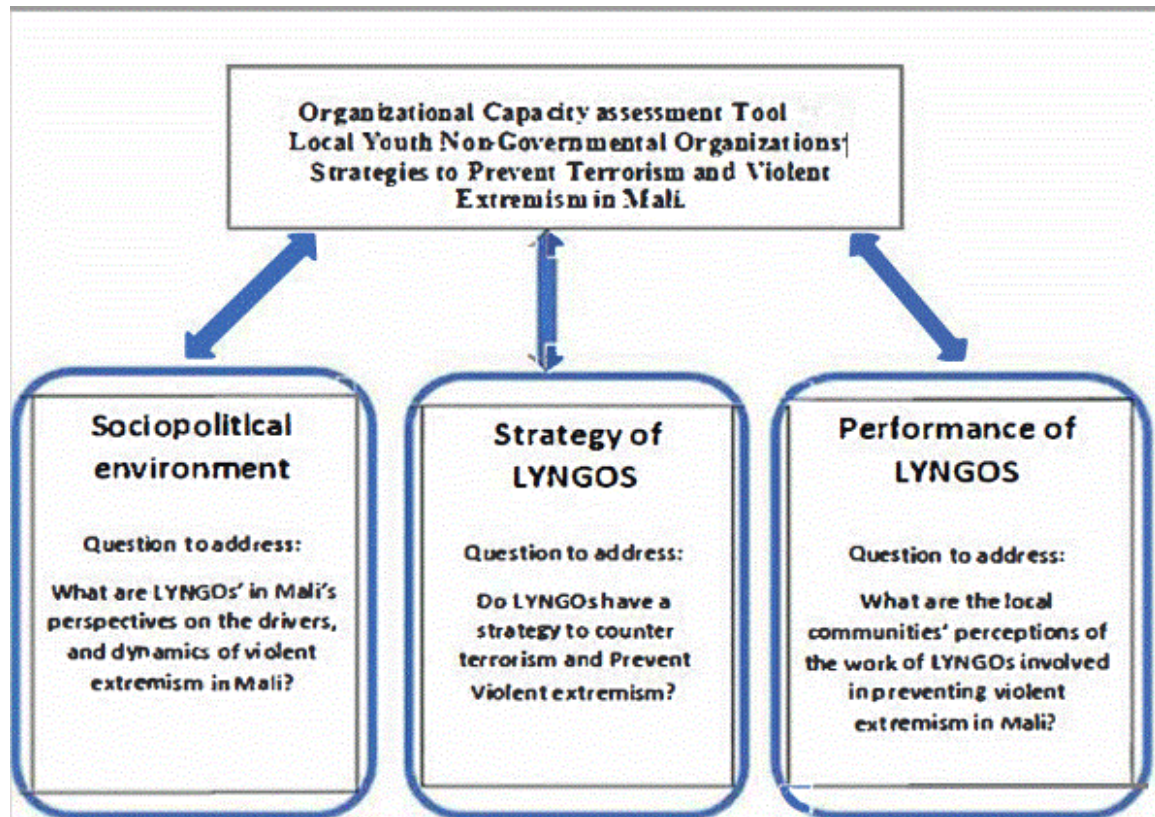 Organizational Capacity assessment Tool
Local Youth Non-Governmental Organizations'
Strategies to Prevent Terrorism and Violent
Extremism in Mali.
Sociopolitical
environment
Question to address:
What are LYNGOs' in Mali's
perspectives on the drivers,
and dynamics of violent
extremism in Mali?
Strategy of
LYNGOS
Question to address:
Do LYNGOs have a
strategy to counter
terrorism and Prevent
Violent extremism?
Performance of
LYNGOS
Question to address:
What are the local
communities' perceptions of
the work of LYNGOs involved
in preventing violent
extremism in Mali?